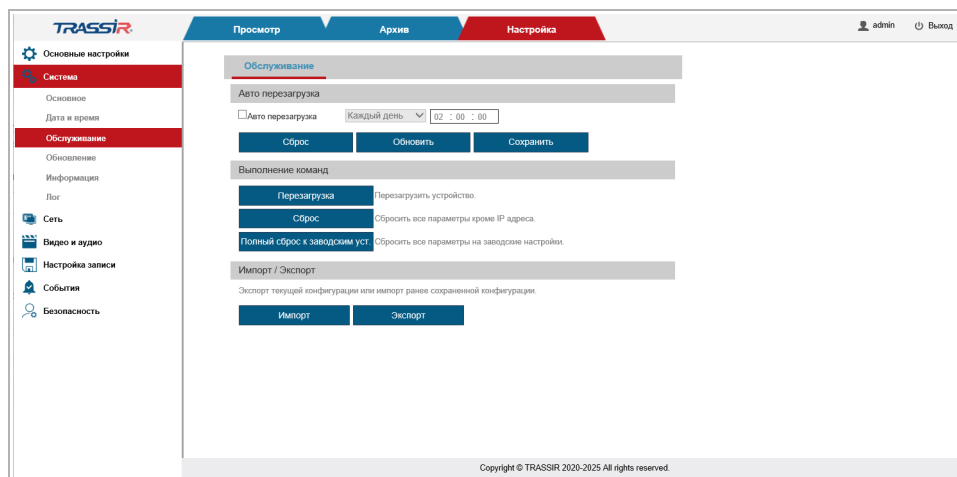 TRASSIR
Просмотр
Архив
Настройка
admin
Выход
Основные настройки
Система
Основное
Дата и время
Обслуживание
Обновление
Информация
Лог
Сеть
Видео и аудио
Настройка записи
События
Безопасность
Обслуживание
Авто перезагрузка
Авто перезагрузка Каждый день 02 : 00 : 00
Сброс Обновить Сохранить
Выполнение команд
Перезагрузка Перезагрузить устройство.
Сброс Сбросить все параметры кроме IP адреса.
Полный сброс к заводским уст. Сбросить все параметры на заводские настройки.
Импорт / Экспорт
Экспорт текущей конфигурации или импорт ранее сохраненной конфигурации.
Импорт Экспорт
Copyright © TRASSIR 2020-2025 All rights reserved.